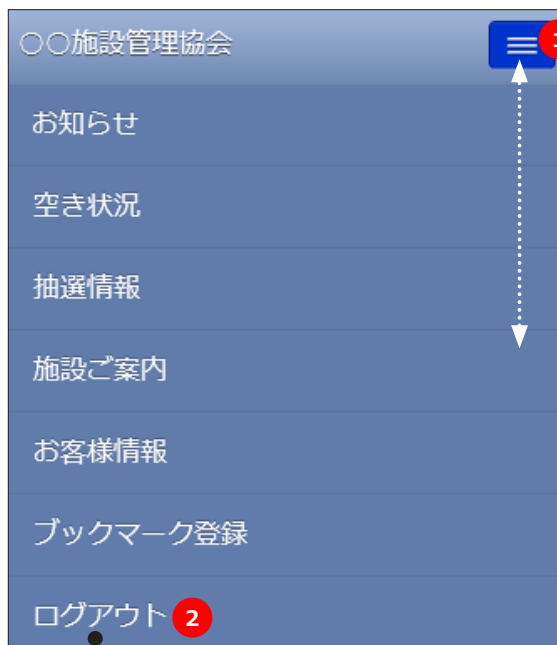 ○○施設管理協会
お知らせ
空き状況
抽選情報
施設ご案内
お客様情報
ブックマーク登録
ログアウト 2